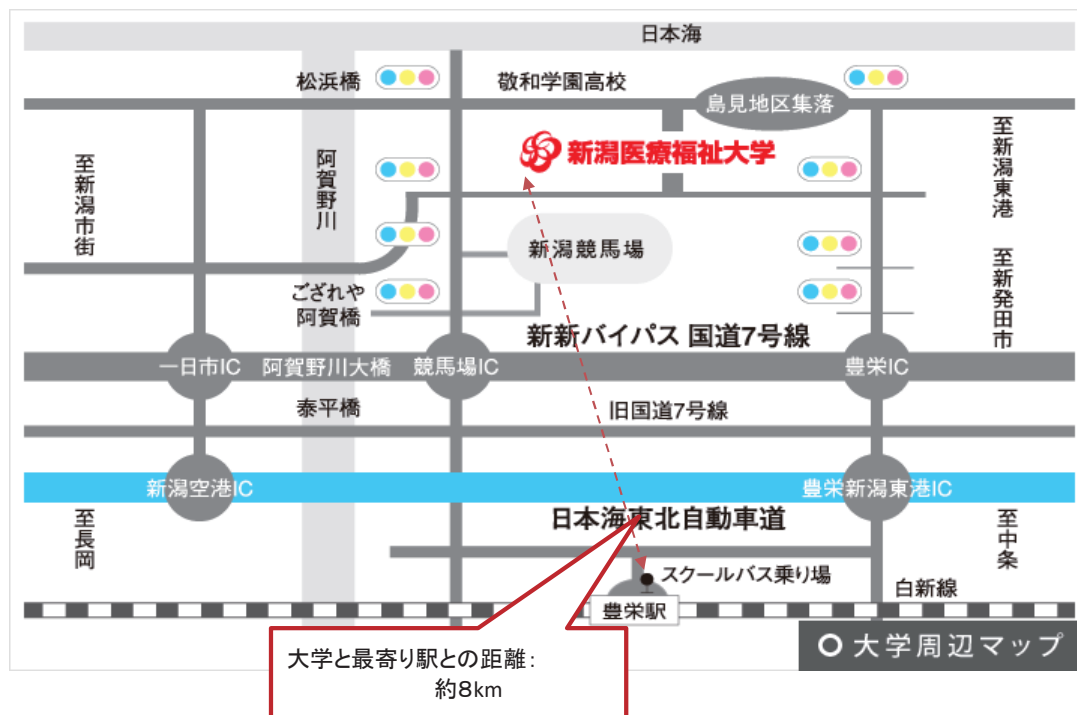 日本海
松浜橋
敬和学園高校
島見地区集落
至新潟市街
阿賀野川
新潟医療福祉大学
至新潟東港
新潟競馬場
至新発田市
ござれや
阿賀橋
新新バイパス 国道7号線
一日市IC
阿賀野川大橋
競馬場IC
豊栄IC
泰平橋
旧国道7号線
新潟空港IC
豊栄新潟東港IC
至長岡
日本海東北自動車道
至中条
スクールバス乗り場
白新線
豊栄駅
大学周辺マップ
大学と最寄り駅との距離：
約8km